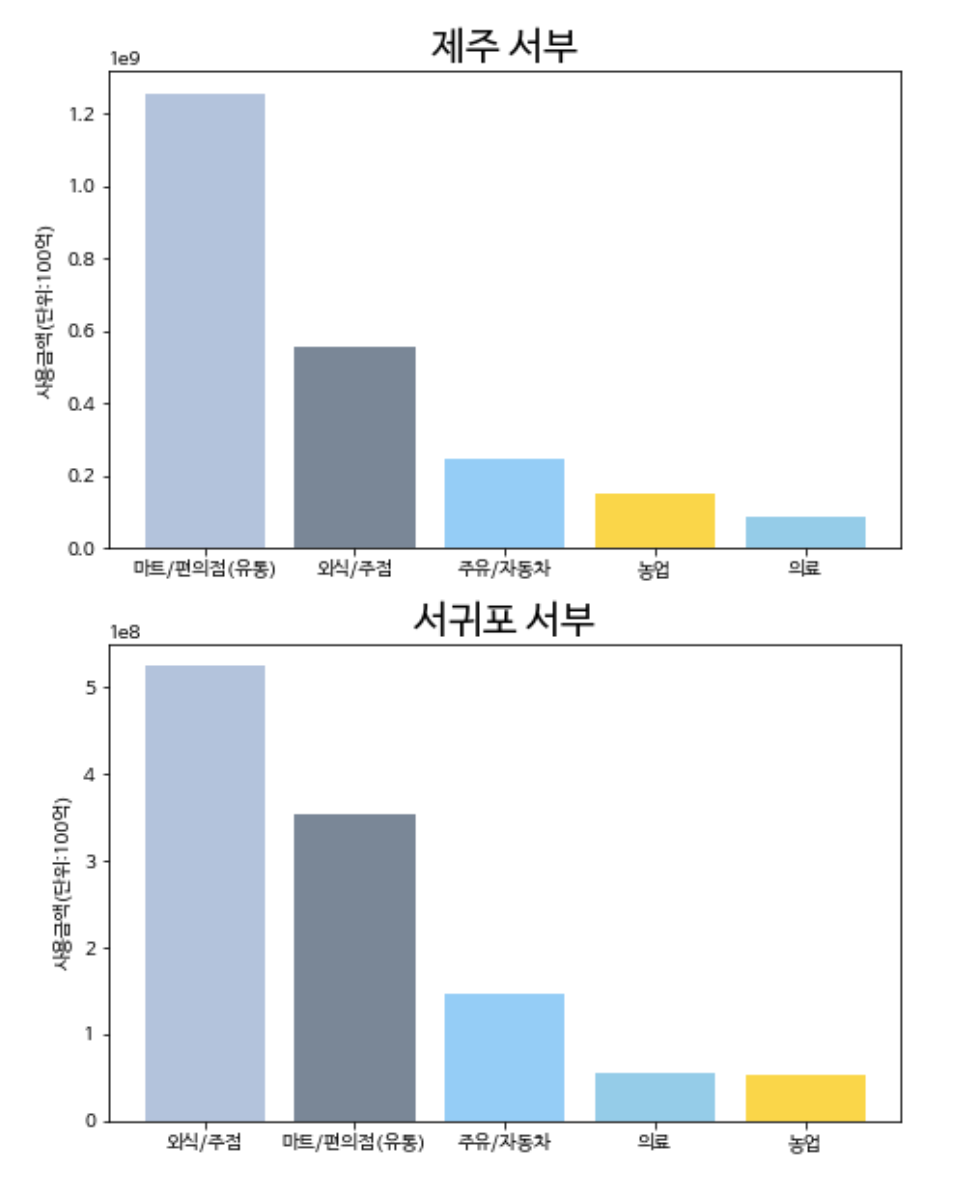 제주 서부
1e9
사용금액(단위:100억)
1.2
1.0
0.8
0.6
0.4
0.2
0.0
마트/편의점(유통) 외식/주점 주유/자동차 농업 의료
서귀포 서부
1e8
사용금액(단위:100억)
5
4
3
2
1
0
외식/주점 마트/편의점(유통) 주유/자동차 의료 농업